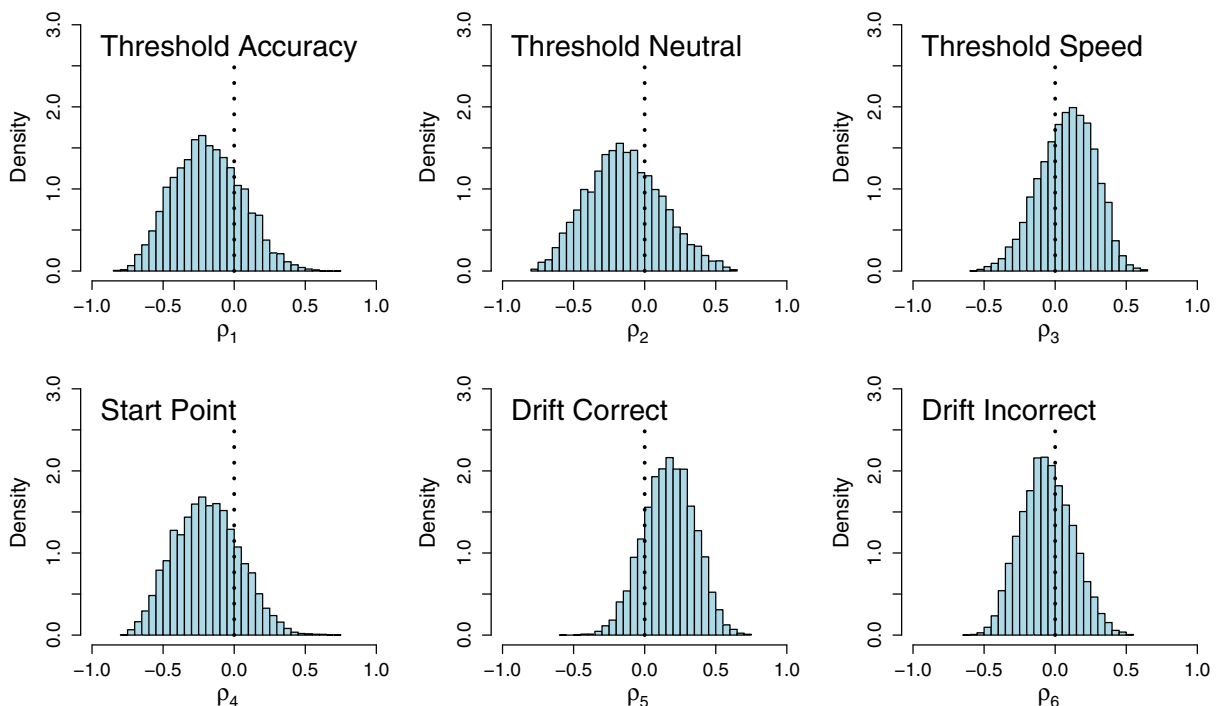 Threshold Accuracy
Density
0.0 1.0 2.0 3.0
−1.0 −0.5 0.0 0.5 1.0
ρ1
Threshold Neutral
Density
0.0 1.0 2.0 3.0
−1.0 −0.5 0.0 0.5 1.0
ρ2
Threshold Speed
Density
0.0 1.0 2.0 3.0
−1.0 −0.5 0.0 0.5 1.0
ρ3
Start Point
Density
0.0 1.0 2.0 3.0
−1.0 −0.5 0.0 0.5 1.0
ρ4
Drift Correct
Density
0.0 1.0 2.0 3.0
−1.0 −0.5 0.0 0.5 1.0
ρ5
Drift Incorrect
Density
0.0 1.0 2.0 3.0
−1.0 −0.5 0.0 0.5 1.0
ρ6